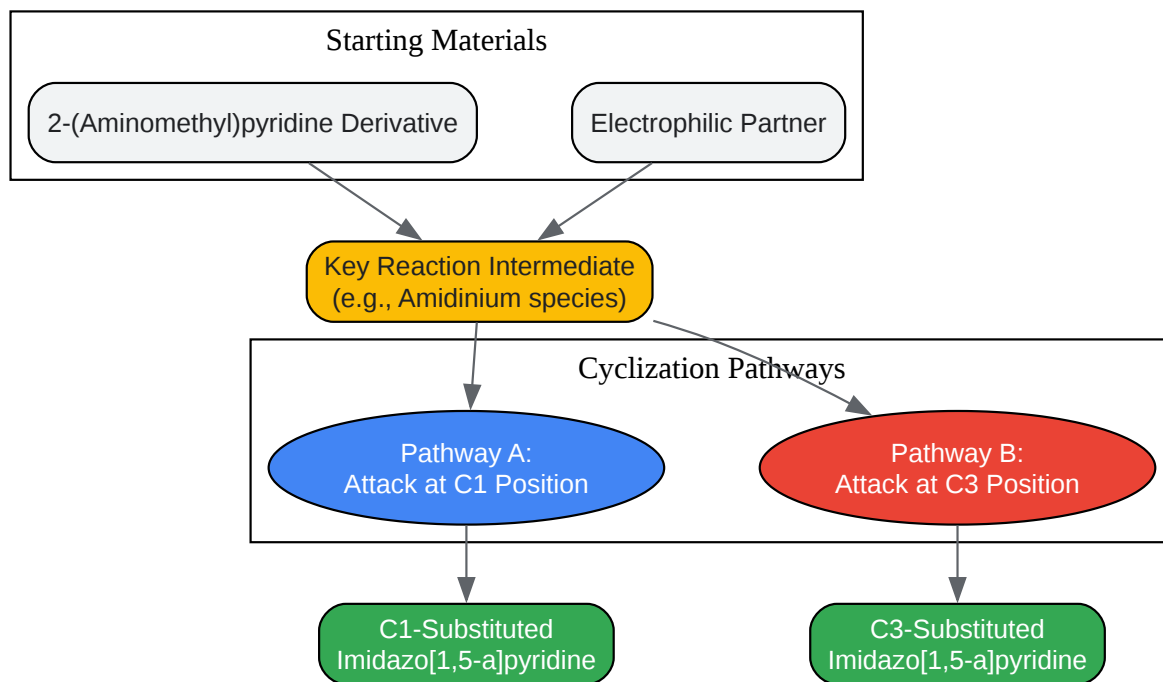 Starting Materials
2-(Aminomethyl)pyridine Derivative
Electrophilic Partner
Key Reaction Intermediate
(e.g., Amidinium species)
Cyclization Pathways
Pathway A:
Attack at C1 Position
Pathway B:
Attack at C3 Position
C1-Substituted
Imidazo[1,5-a]pyridine
C3-Substituted
Imidazo[1,5-a]pyridine